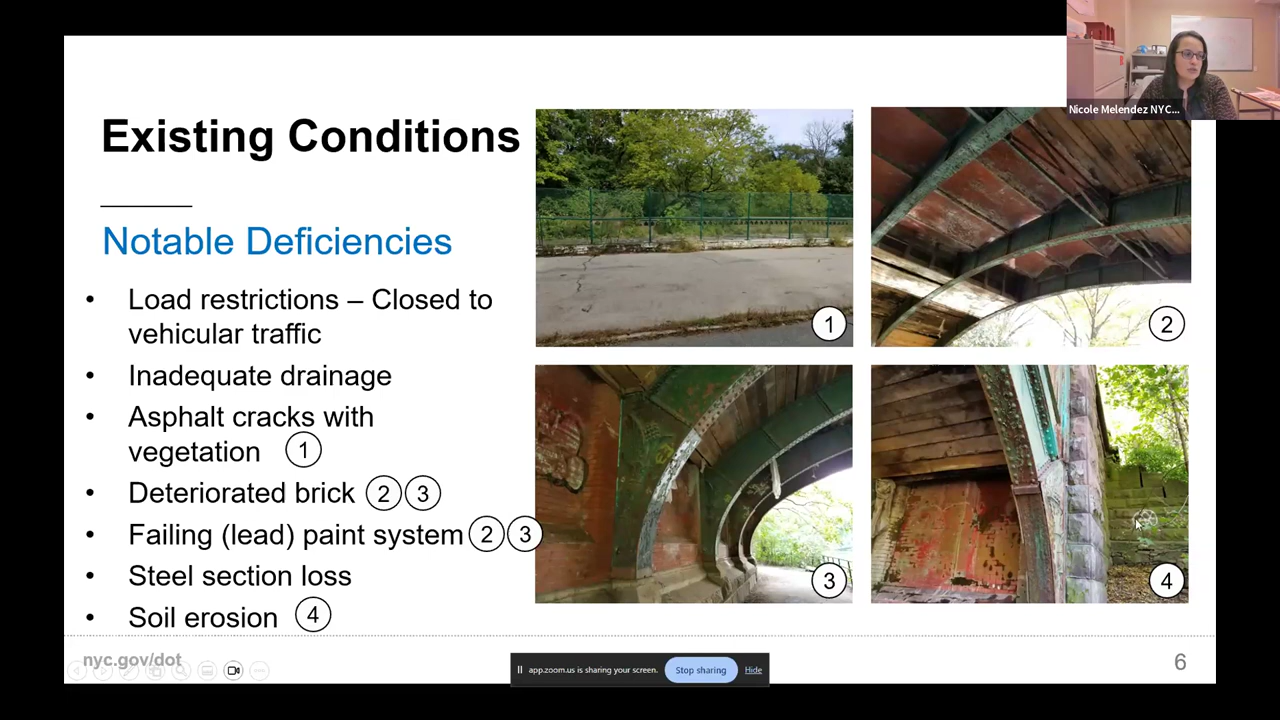 Existing Conditions
Notable Deficiencies
• Load restrictions – Closed to
vehicular traffic
• Inadequate drainage
• Asphalt cracks with
vegetation 1
• Deteriorated brick 2 3
• Failing (lead) paint system 2 3
• Steel section loss
• Soil erosion 4
1
2
3
4
Nicole Melendez NYC...
nyc.gov/dot
6
app.zoom.us is sharing your screen. Stop sharing Hide